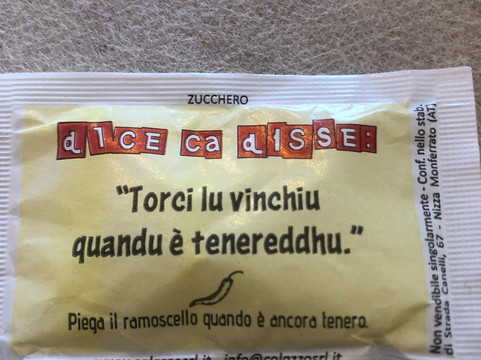 ZUCCHERO
dICE ca dISSE:
"Torci lu vinchiu
quandu è tenereddhu."
Piega il ramoscello quando è ancora tenero.
Non vendibile singolarmente - Conf. nello stab.
di Strada Canelli, 67 - Nizza Monferrato (AT)